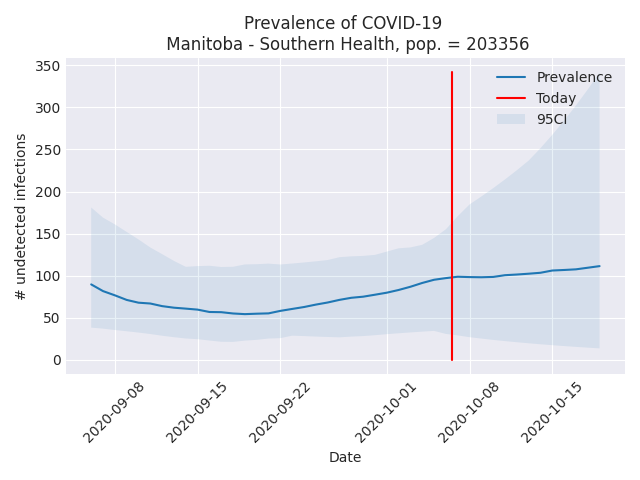 Prevalence of COVID-19
Manitoba - Southern Health, pop. = 203356
350
300
250
200
150
100
50
0
# undetected infections
Prevalence
Today
95CI
2020-09-08
2020-09-15
2020-09-22
2020-10-01
2020-10-08
2020-10-15
Date